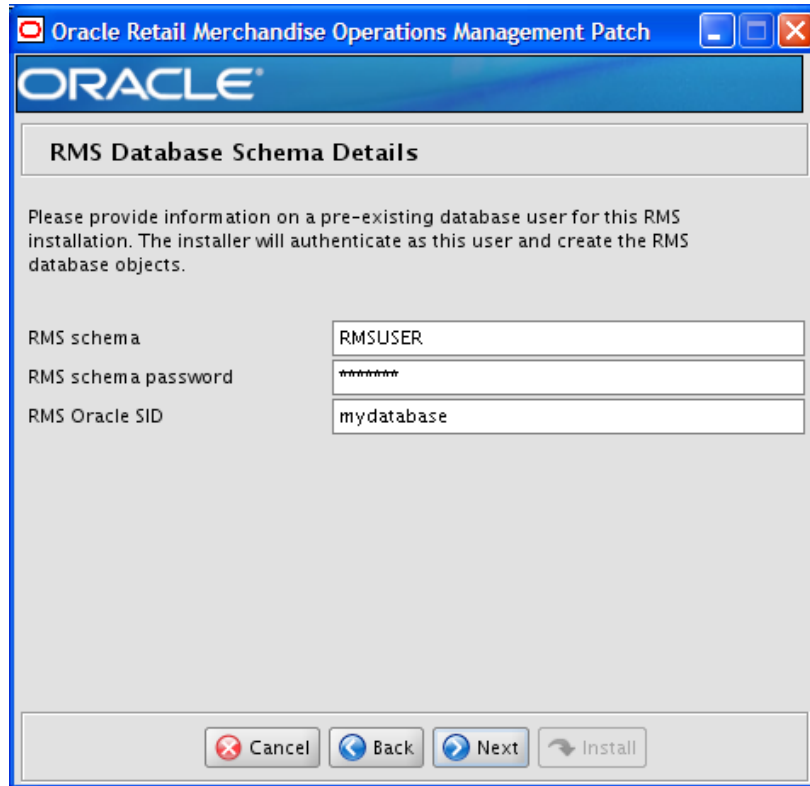 Oracle Retail Merchandise Operations Management Patch
ORACLE
RMS Database Schema Details
Please provide information on a pre-existing database user for this RMS
installation. The installer will authenticate as this user and create the RMS
database objects.
RMS schema RMSUSER
RMS schema password *******
RMS Oracle SID mydatabase
Cancel Back Next Install